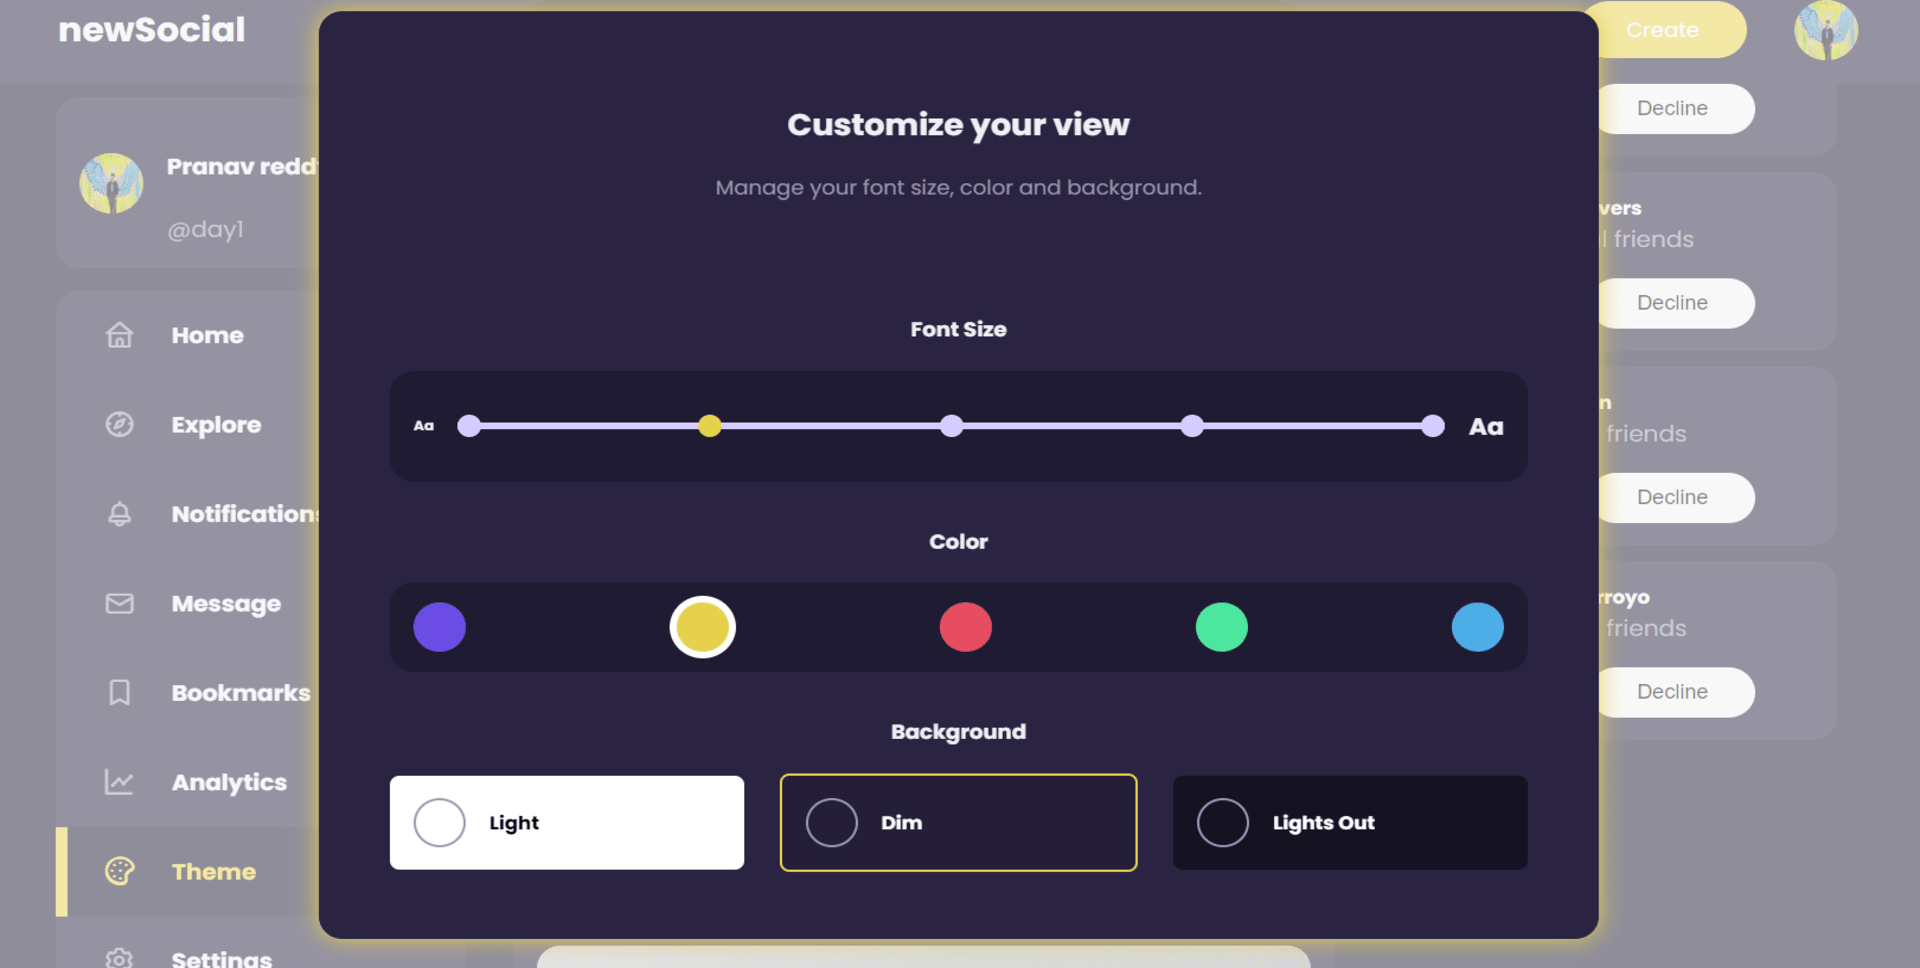 newSocial
Create
Pranav redd
@day1
Home
Explore
Notifications
Message
Bookmarks
Analytics
Theme
Settings
Customize your view
Manage your font size, color and background.
Font Size
Aa
Aa
Color
Background
Light
Dim
Lights Out
Decline
vers
l friends
Decline
n
friends
Decline
rroyo
friends
Decline